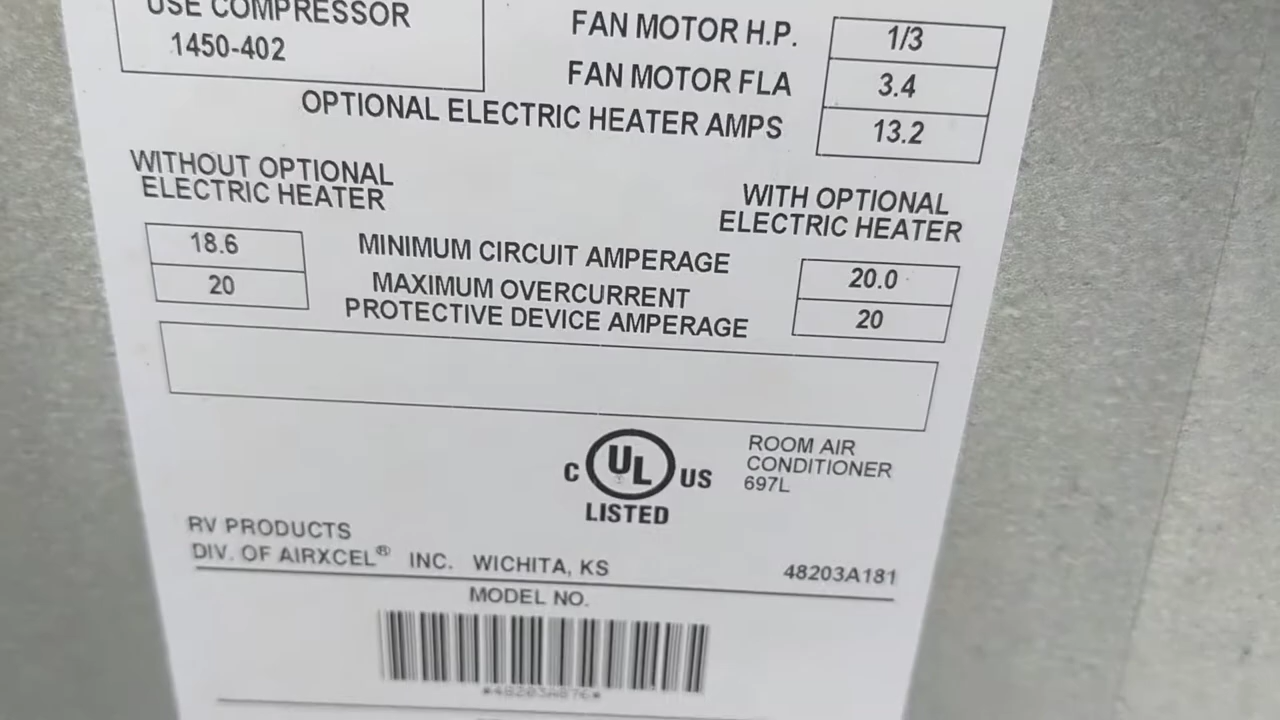 USE COMPRESSOR
1450-402
FAN MOTOR H.P. 1/3
FAN MOTOR FLA 3.4
OPTIONAL ELECTRIC HEATER AMPS 13.2
WITHOUT OPTIONAL
ELECTRIC HEATER
WITH OPTIONAL
ELECTRIC HEATER
18.6 MINIMUM CIRCUIT AMPERAGE 20.0
20 MAXIMUM OVERCURRENT
PROTECTIVE DEVICE AMPERAGE 20
C UL US
LISTED
ROOM AIR
CONDITIONER
697L
RV PRODUCTS
DIV. OF AIRXCEL® INC. WICHITA, KS
48203A181
MODEL NO.